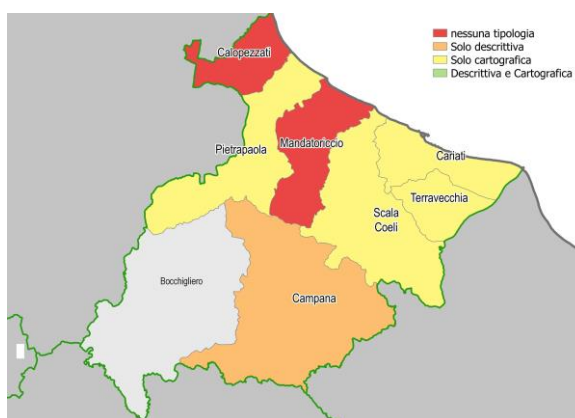 nessuna tipologia
Solo descrittiva
Solo cartografica
Descrittiva e Cartografica
Calopezzati
Pietrapaola
Mandatoriccio
Cariati
Terravecchia
Scala
Coeli
Bocchigliero
Campana